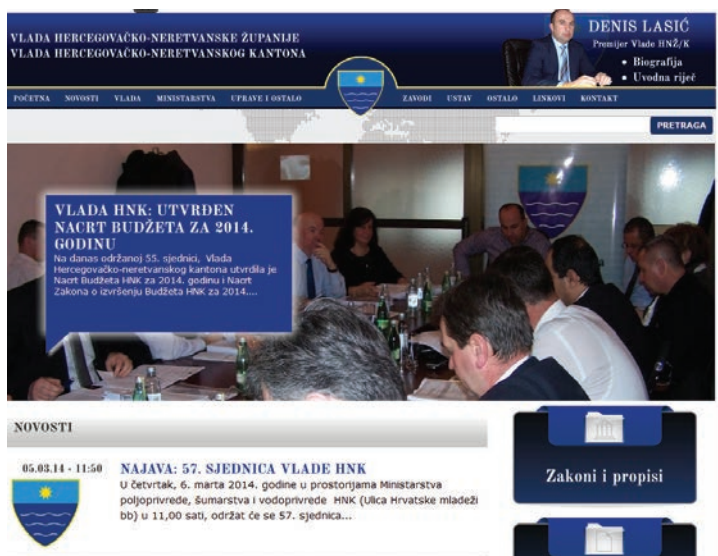 VLADA HERCEGOVAČKO-NERETVANSKE ŽUPANIJE
VLADA HERCEGOVAČKO-NERETVANSKOG KANTONA
DENIS LASIĆ
Premijer Vlade HNŽ/K
• Biografija
• Uvodna riječ
POČETNA NOVOSTI VLADA MINISTARSTVA UPRAVE I OSTALO ZAVODI USTAV OSTALO LINKOVI KONTAKT
PRETRAGA
VLADA HNK: UTVRĐEN
NACRT BUDŽETA ZA 2014.
GODINU
Na danas održanoj 55. sjednici, Vlada
Hercegovačko-neretvanskog kantona utvrdila je
Nacrt Budžeta HNK za 2014. godinu i Nacrt
Zakona o izvršenju Budžeta HNK za 2014....
NOVOSTI
05.03.14 - 11:50
NAJAVA: 57. SJEDNICA VLADE HNK
U četvrtak, 6. marta 2014. godine u prostorijama Ministarstva
poljoprivrede, šumarstva i vodoprivrede HNK (Ulica Hrvatske mladeži
bb) u 11,00 sati, održat će se 57. sjednica...
Zakoni i propisi